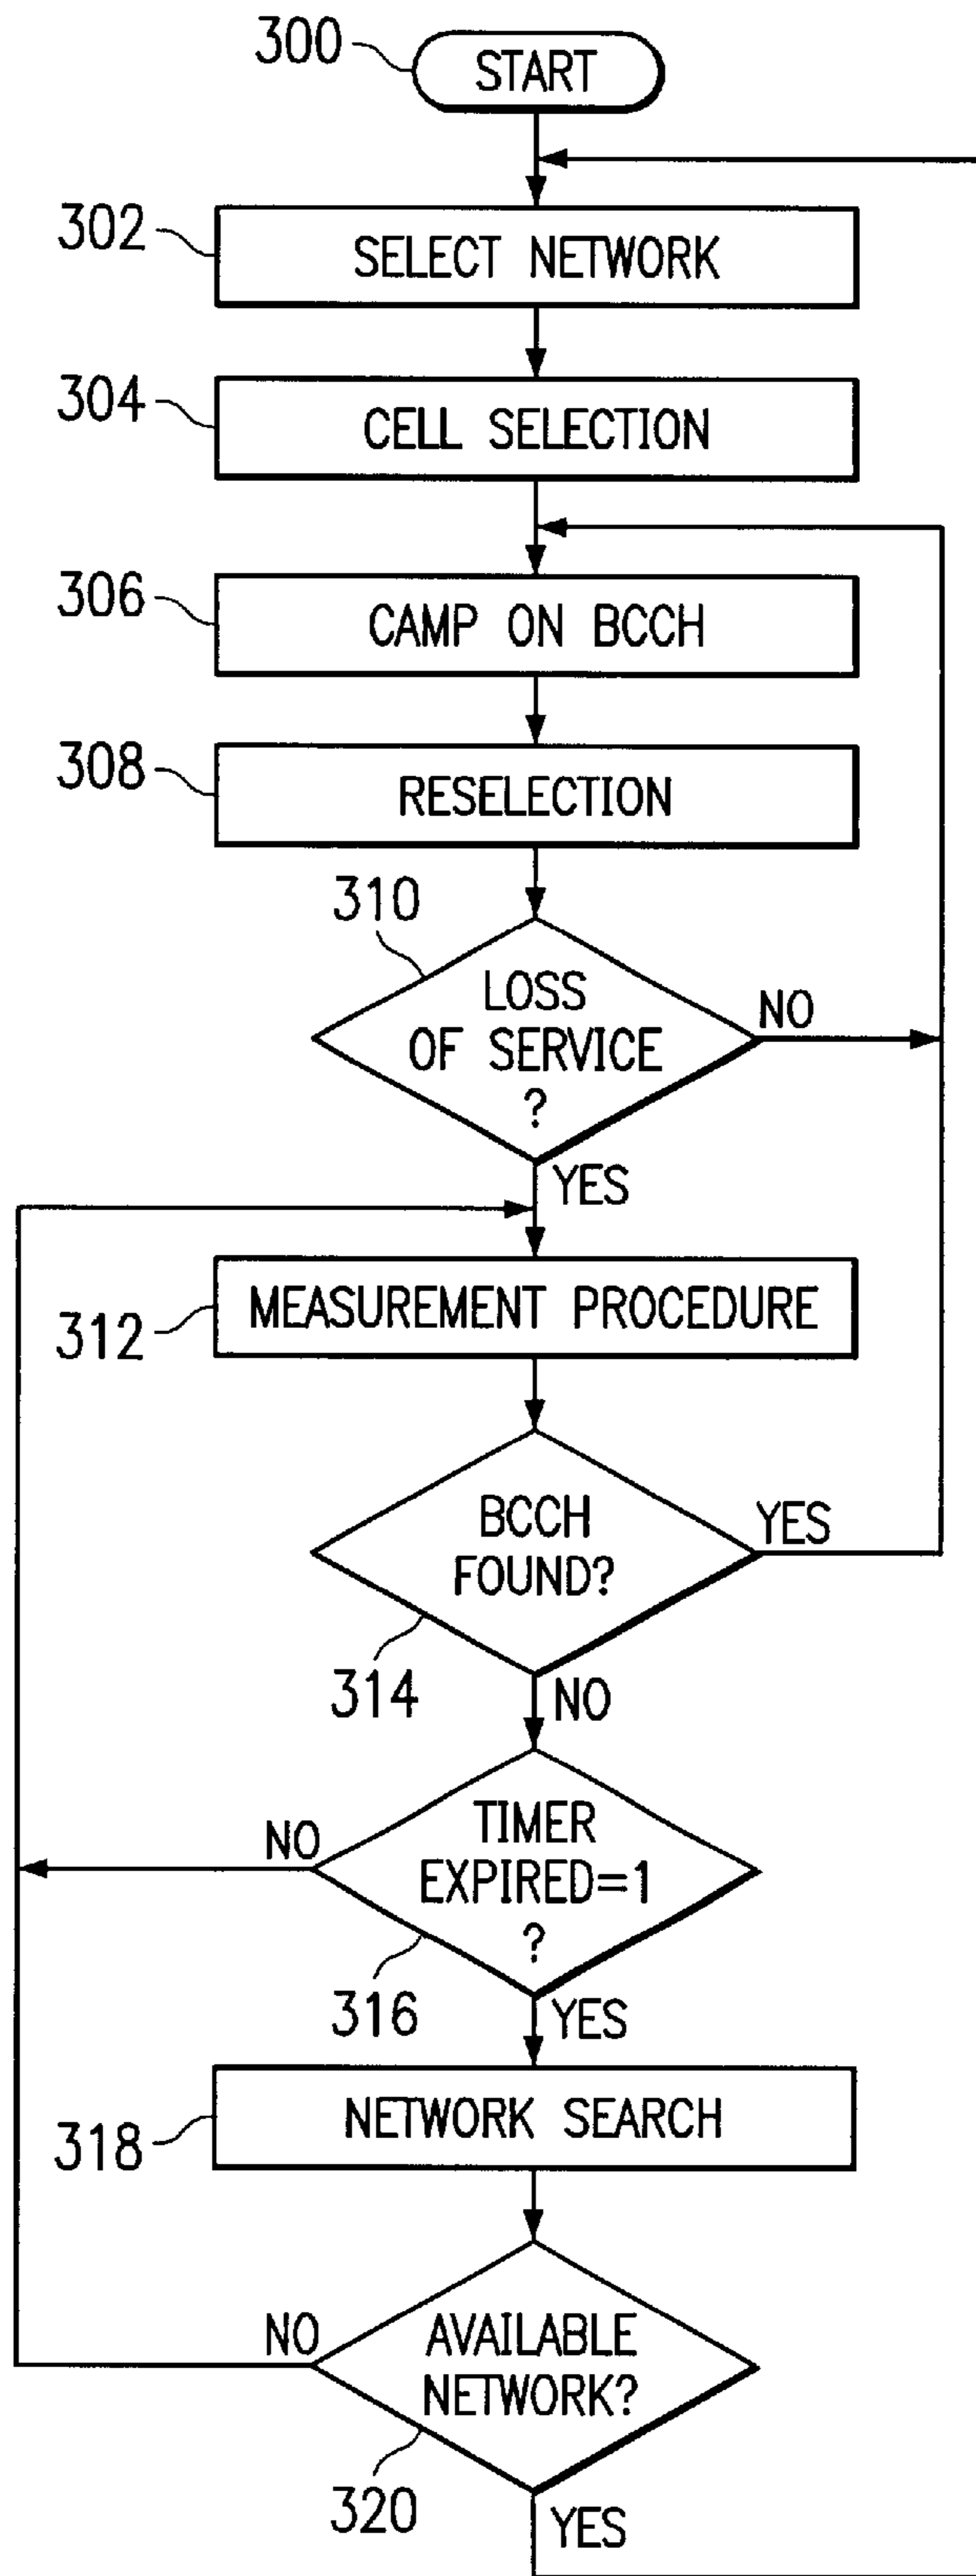 300
START
302
SELECT NETWORK
304
CELL SELECTION
306
CAMP ON BCCH
308
RESELECTION
310
LOSS
OF SERVICE
?
NO
YES
312
MEASUREMENT PROCEDURE
BCCH
FOUND?
YES
314
NO
TIMER
EXPIRED=1
?
NO
316
YES
318
NETWORK SEARCH
NO
AVAILABLE
NETWORK?
320
YES